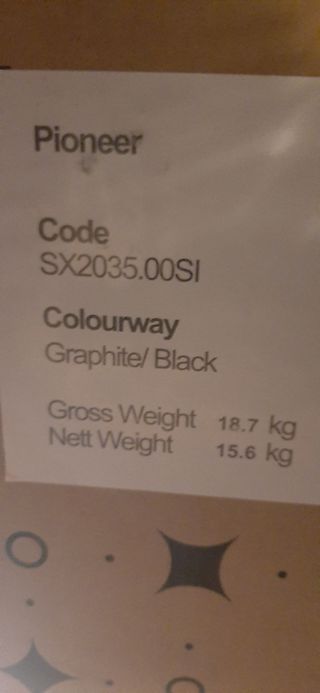 Pioneer
Code
SX2035.00SI
Colourway
Graphite/ Black
Gross Weight 18.7 kg
Nett Weight 15.6 kg